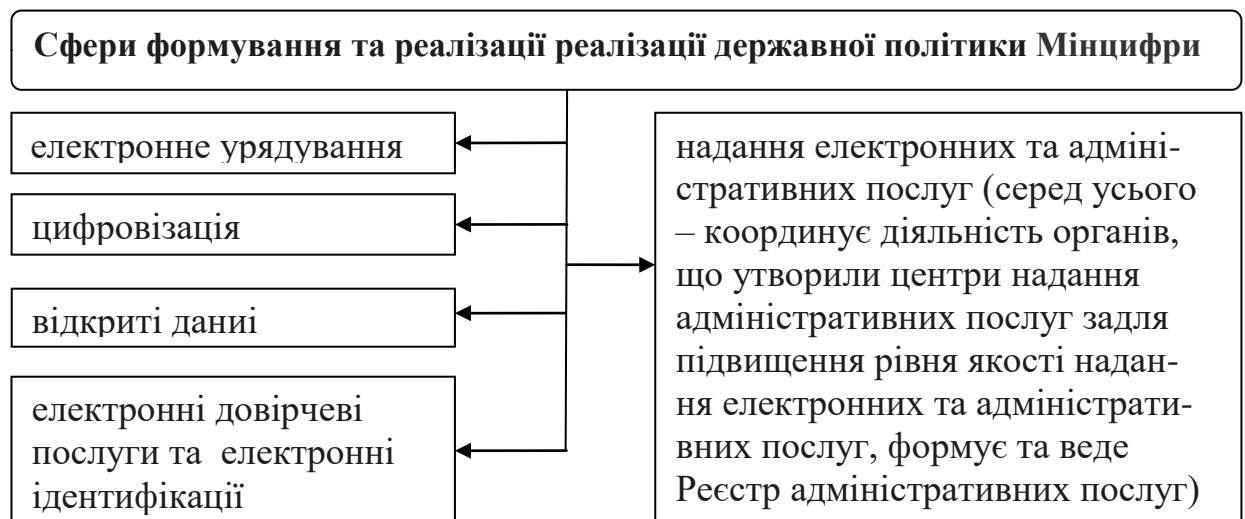 Сфери формування та реалізації реалізації державної політики Мінцифри
електронне урядування
цифровізація
відкриті даниі
електронні довірчеві
послуги та електронні
ідентифікації
надання електронних та адміні-
стративних послуг (серед усього
– координує діяльність органів,
що утворили центри надання
адміністративних послуг задля
підвищення рівня якості надан-
ня електронних та адміністрати-
вних послуг, формує та веде
Реєстр адміністративних послуг)